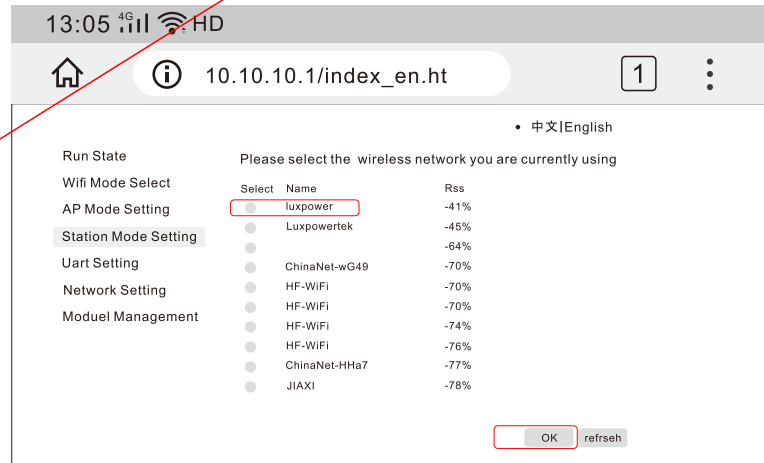 13:05 4G HD
10.10.10.1/index_en.ht 1
• 中文|English
Run State
Wifi Mode Select
AP Mode Setting
Station Mode Setting
Uart Setting
Network Setting
Moduel Management
Please select the wireless network you are currently using
Select Name Rss
luxpower -41%
Luxpowertek -45%
-64%
ChinaNet-wG49 -70%
HF-WiFi -70%
HF-WiFi -70%
HF-WiFi -74%
HF-WiFi -76%
ChinaNet-HHa7 -77%
JIAXI -78%
OK refrseh